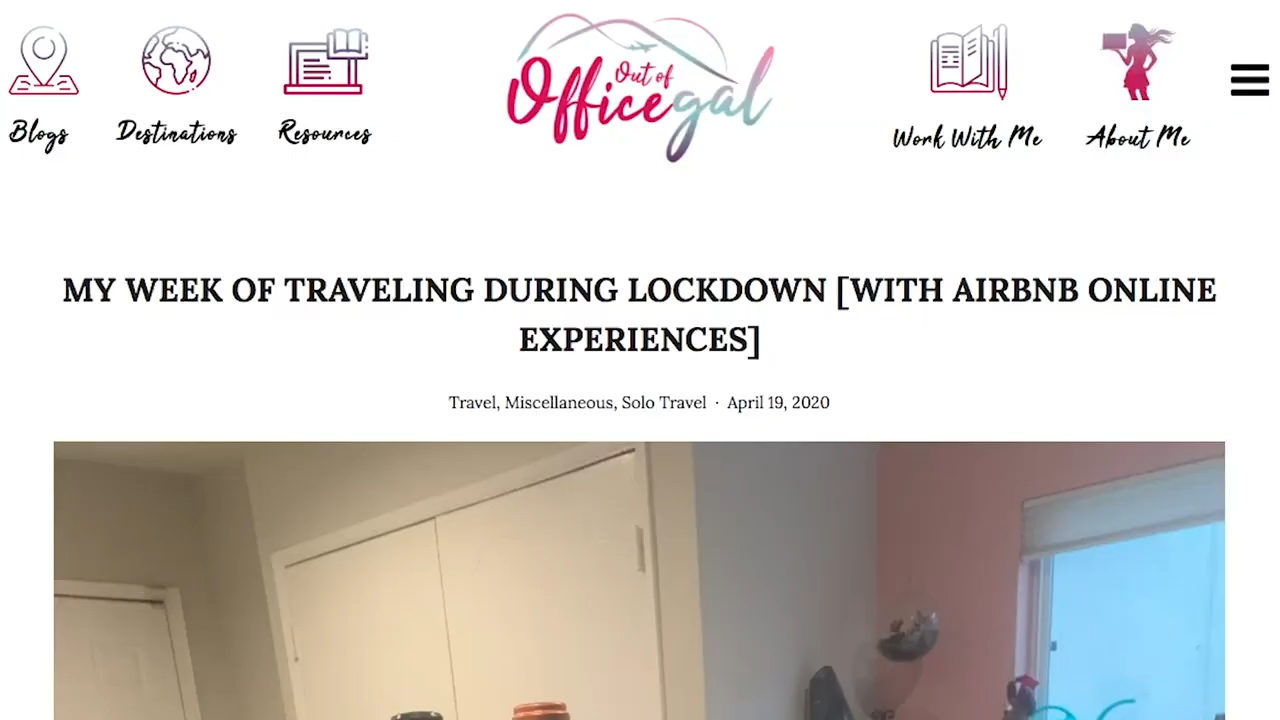 Out of
Office gal
Blogs
Destinations
Resources
Work With Me
About Me
MY WEEK OF TRAVELING DURING LOCKDOWN [WITH AIRBNB ONLINE
EXPERIENCES]
Travel, Miscellaneous, Solo Travel · April 19, 2020